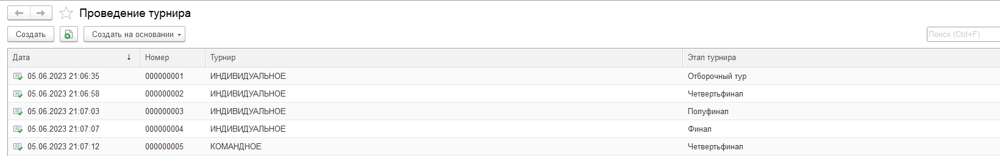 Проведение турнира
Создать Создать на основании Поиск (Ctrl+F)
Дата Номер Турнир Этап турнира
05.06.2023 21:06:35 000000001 ИНДИВИДУАЛЬНОЕ Отборочный тур
05.06.2023 21:06:58 000000002 ИНДИВИДУАЛЬНОЕ Четвертьфинал
05.06.2023 21:07:03 000000003 ИНДИВИДУАЛЬНОЕ Полуфинал
05.06.2023 21:07:07 000000004 ИНДИВИДУАЛЬНОЕ Финал
05.06.2023 21:07:12 000000005 КОМАНДНОЕ Четвертьфинал